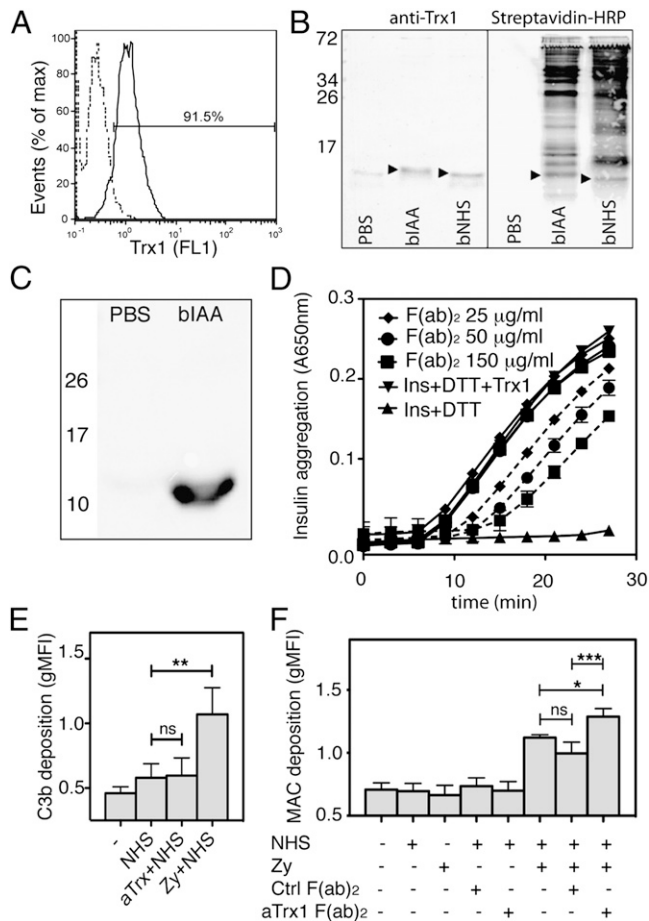 A
Events (% of max)
100
80
60
40
20
0
91.5%
10⁻¹ 10⁰ 10¹ 10² 10³
Trx1 (FL1)
B
anti-Trx1 Streptavidin-HRP
72
34
26
17
PBS bIAA bNHS PBS bIAA bNHS
C
PBS bIAA
26
17
10
D
Insulin aggregation (A650nm)
0.3
0.2
0.1
0.0
F(ab)₂ 25 μg/ml
F(ab)₂ 50 μg/ml
F(ab)₂ 150 μg/ml
Ins+DTT+Trx1
Ins+DTT
0 10 20 30
time (min)
E
C3b deposition (gMFI)
1.5
1.0
0.5
**
ns
- NHS aTrx+NHS Zy+NHS
F
MAC deposition (gMFI)
1.5
1.0
0.5
***
*
ns
NHS - + - + + + + +
Zy - - + - - + + +
Ctrl F(ab)₂ - - - + - - + -
aTrx1 F(ab)₂ - - - - + - - +